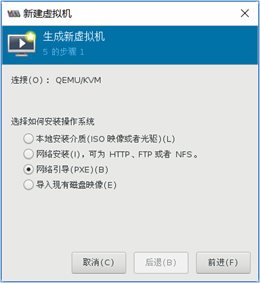 新建虚拟机
生成新虚拟机
5 的步骤 1
连接(O)： QEMU/KVM
选择如何安装操作系统
本地安装介质(ISO 映像或者光驱)(L)
网络安装(I)，可为 HTTP、FTP 或者 NFS。
网络引导(PXE)(B)
导入现有磁盘映像(E)
取消(C) 后退(B) 前进(F)